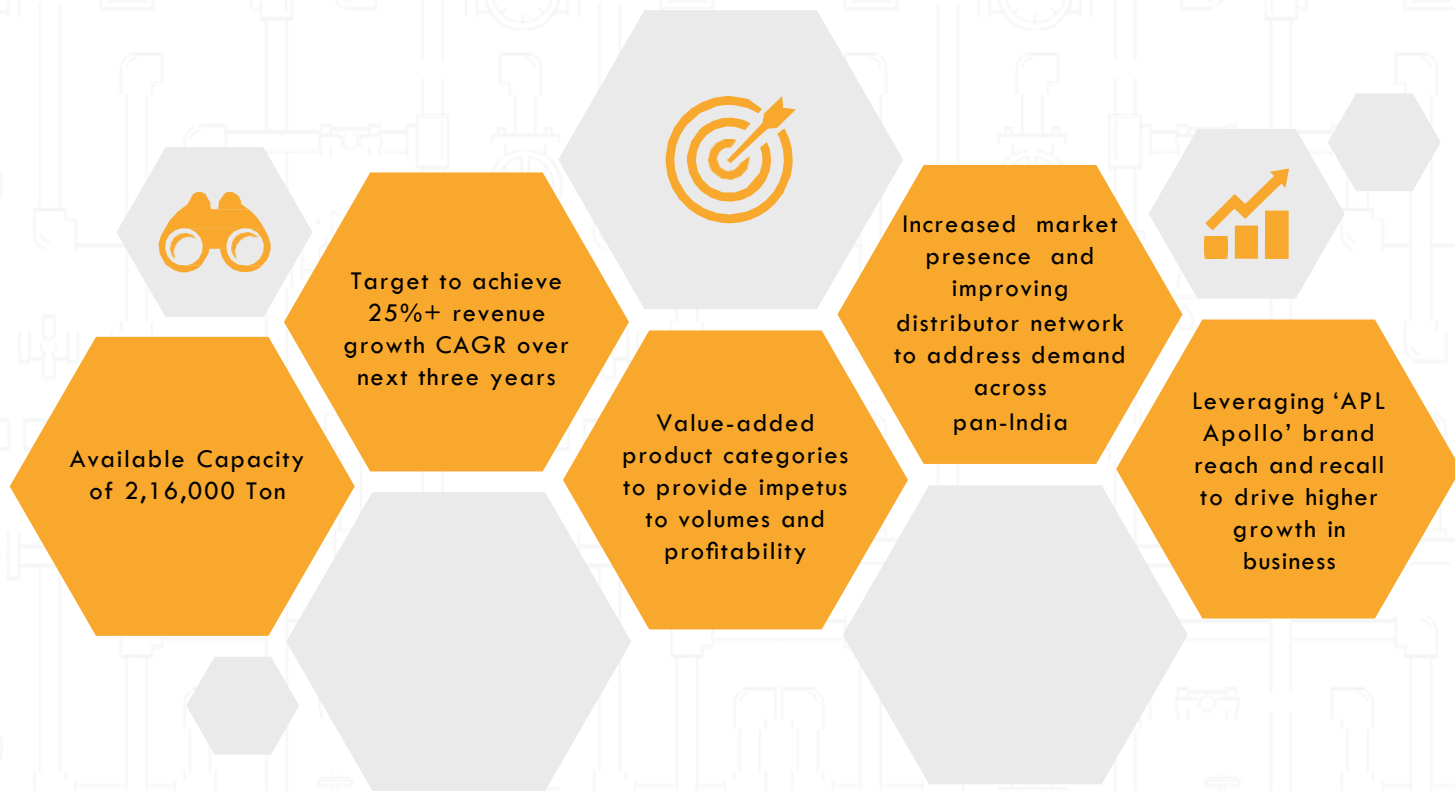 Available Capacity
of 2,16,000 Ton
Target to achieve
25%+ revenue
growth CAGR over
next three years
Value-added
product categories
to provide impetus
to volumes and
profitability
Increased market
presence and
improving
distributor network
to address demand
across
pan-India
Leveraging ‘APL
Apollo’ brand
reach and recall
to drive higher
growth in
business